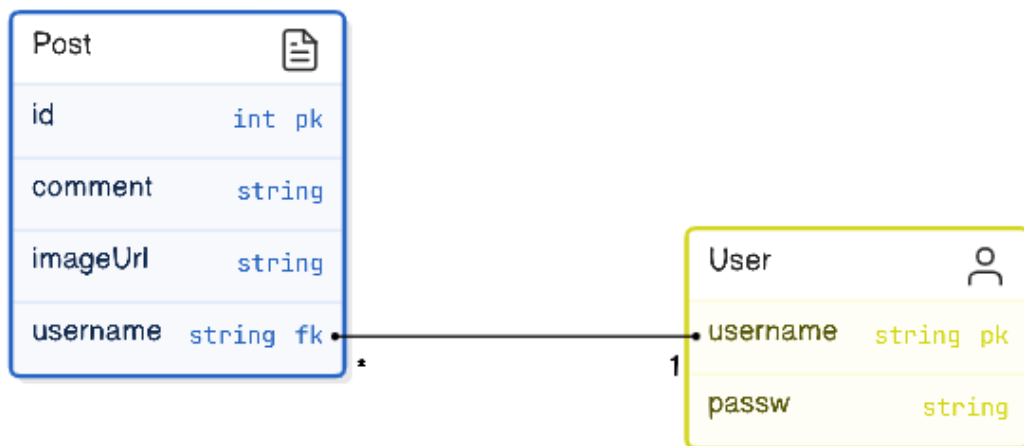 Post
id int pk
comment string
imageUrl string
username string fk
* 1
User
username string pk
passw string